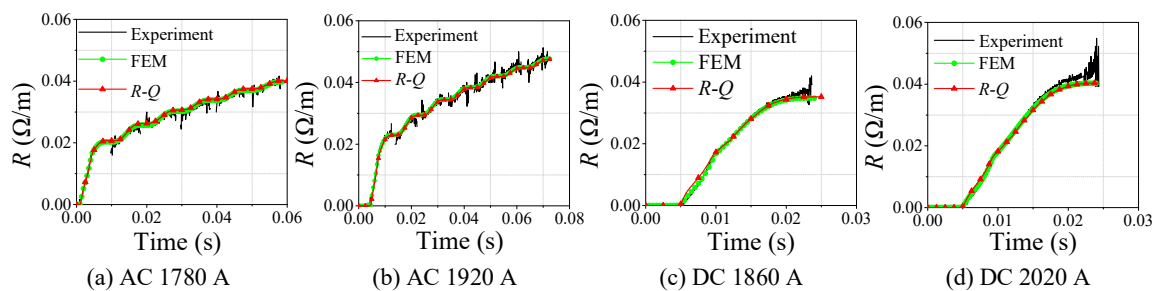 0.06
0.04
0.02
0.00
R (Ω/m)
Experiment
FEM
R-Q
0.00 0.02 0.04 0.06
Time (s)
(a) AC 1780 A
0.06
0.04
0.02
0.00
R (Ω/m)
Experiment
FEM
R-Q
0.00 0.02 0.04 0.06 0.08
Time (s)
(b) AC 1920 A
0.06
0.04
0.02
0.00
R (Ω/m)
Experiment
FEM
R-Q
0.00 0.01 0.02 0.03
Time (s)
(c) DC 1860 A
0.06
0.04
0.02
0.00
R (Ω/m)
Experiment
FEM
R-Q
0.00 0.01 0.02 0.03
Time (s)
(d) DC 2020 A